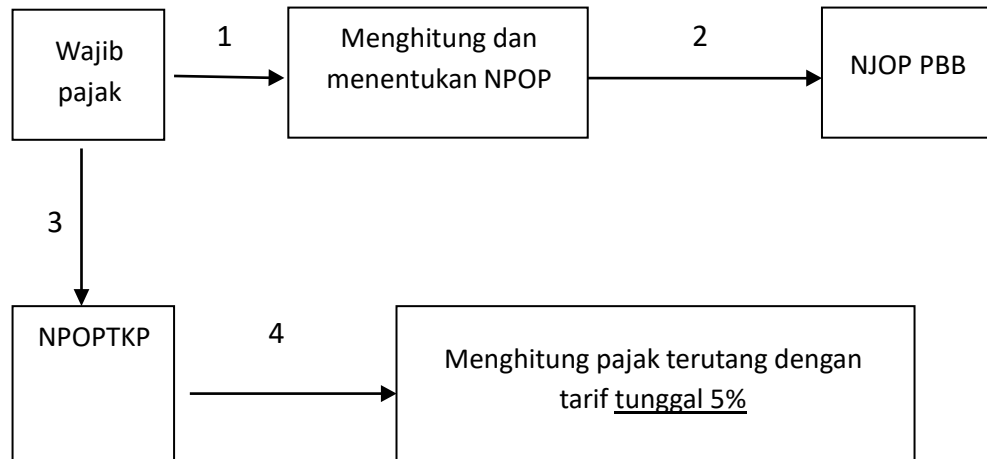 Wajib
pajak
1
Menghitung dan
menentukan NPOP
2
NJOP PBB
3
NPOPTKP
4
Menghitung pajak terutang dengan
tarif tunggal 5%